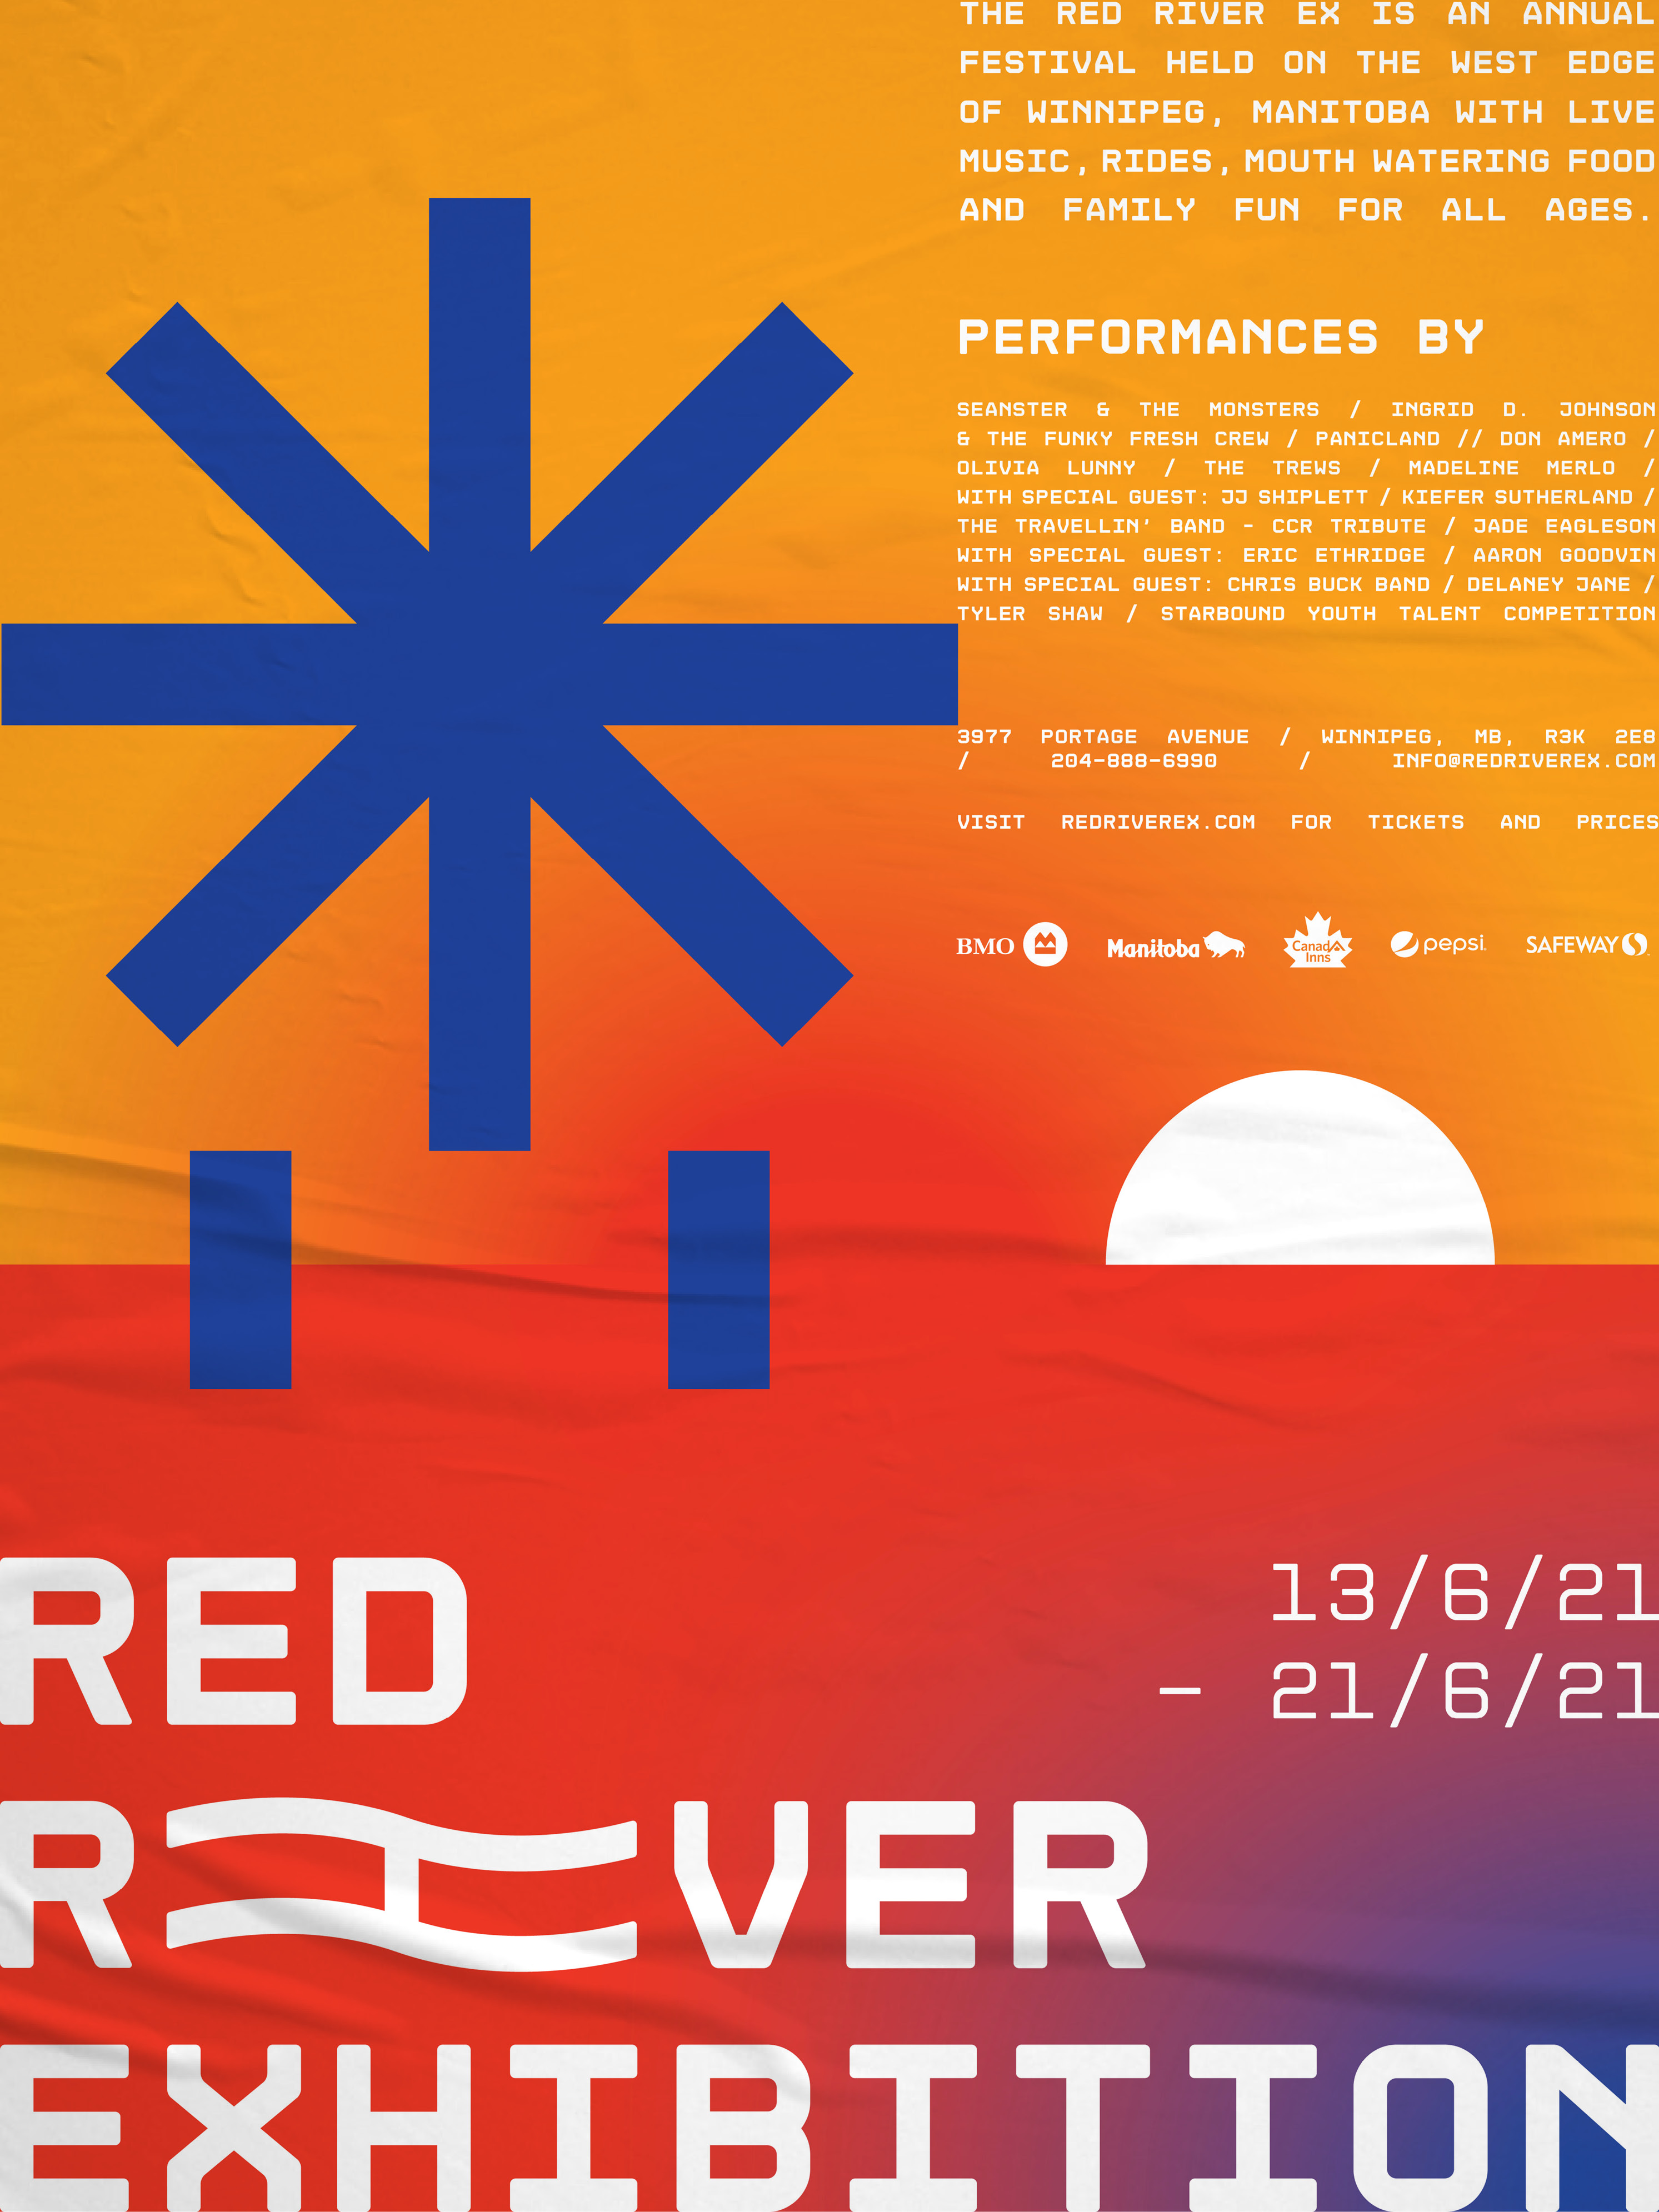 THE RED RIVER EX IS AN ANNUAL
FESTIVAL HELD ON THE WEST EDGE
OF WINNIPEG, MANITOBA WITH LIVE
MUSIC, RIDES, MOUTH WATERING FOOD
AND FAMILY FUN FOR ALL AGES.
PERFORMANCES BY
SEANSTER & THE MONSTERS / INGRID D. JOHNSON
& THE FUNKY FRESH CREW / PANICLAND // DON AMERO /
OLIVIA LUNNY / THE TREWS / MADELINE MERLO /
WITH SPECIAL GUEST: JJ SHIPLETT / KIEFER SUTHERLAND /
THE TRAVELLIN' BAND - CCR TRIBUTE / JADE EAGLESON
WITH SPECIAL GUEST: ERIC ETHRIDGE / AARON GOODVIN
WITH SPECIAL GUEST: CHRIS BUCK BAND / DELANEY JANE /
TYLER SHAW / STARBOUND YOUTH TALENT COMPETITION
3977 PORTAGE AVENUE / WINNIPEG, MB, R3K 2E8
/ 204-888-6990 / INFO@REDRIVEREX.COM
VISIT REDRIVEREX.COM FOR TICKETS AND PRICES
BMO Manitoba Canad Inns pepsi SAFEWAY
RED
13/6/21
- 21/6/21
RIVER
EXHIBITION